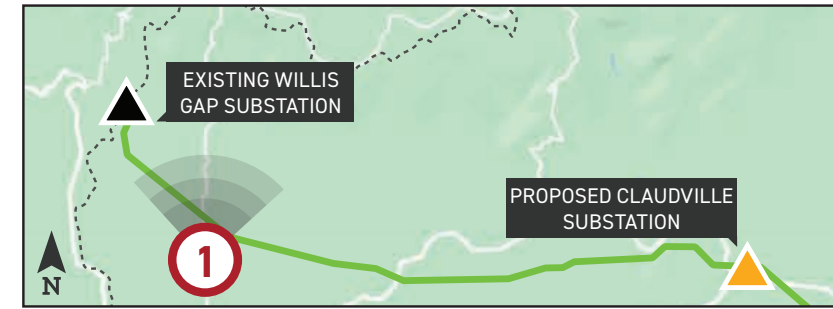 EXISTING WILLIS
GAP SUBSTATION
PROPOSED CLAUDVILLE
SUBSTATION
1
N